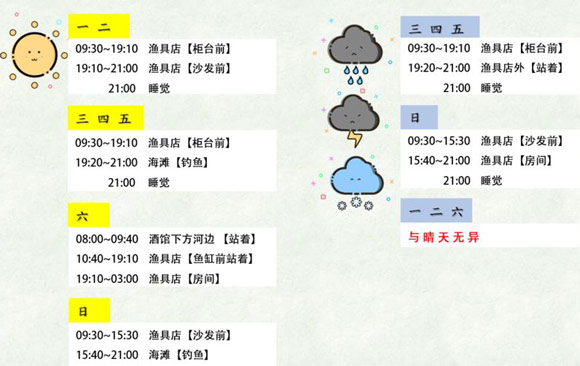 一 二
09:30~19:10 渔具店【柜台前】
19:10~21:00 渔具店【沙发前】
21:00 睡觉
三 四 五
09:30~19:10 渔具店【柜台前】
19:20~21:00 海滩【钓鱼】
21:00 睡觉
六
08:00~09:40 酒馆下方河边 【站着】
10:40~19:10 渔具店【鱼缸前站着】
19:10~03:00 渔具店【房间】
日
09:30~15:30 渔具店【沙发前】
15:40~21:00 海滩【钓鱼】
三 四 五
09:30~19:10 渔具店【柜台前】
19:20~21:00 渔具店外【站着】
21:00 睡觉
日
09:30~15:30 渔具店【沙发前】
15:40~21:00 渔具店【房间】
21:00 睡觉
一 二 六
与晴天无异